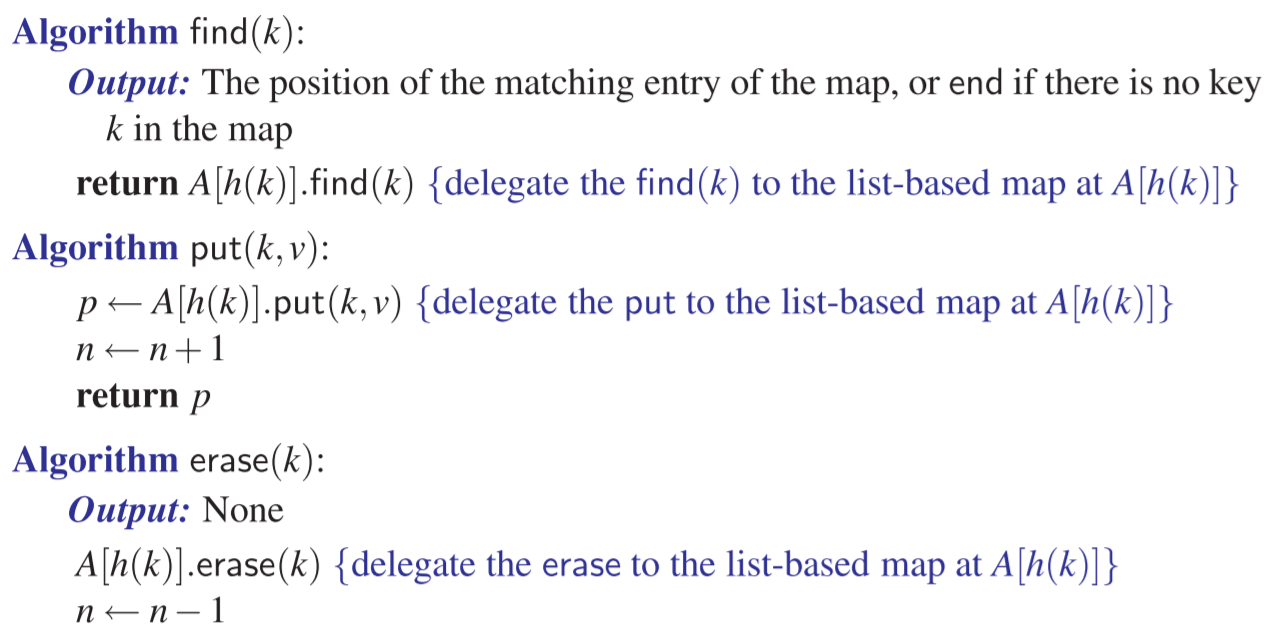 Algorithm find(k):
Output: The position of the matching entry of the map, or end if there is no key
k in the map
return A[h(k)].find(k) {delegate the find(k) to the list-based map at A[h(k)]}
Algorithm put(k, v):
p ← A[h(k)].put(k, v) {delegate the put to the list-based map at A[h(k)]}
n ← n + 1
return p
Algorithm erase(k):
Output: None
A[h(k)].erase(k) {delegate the erase to the list-based map at A[h(k)]}
n ← n − 1